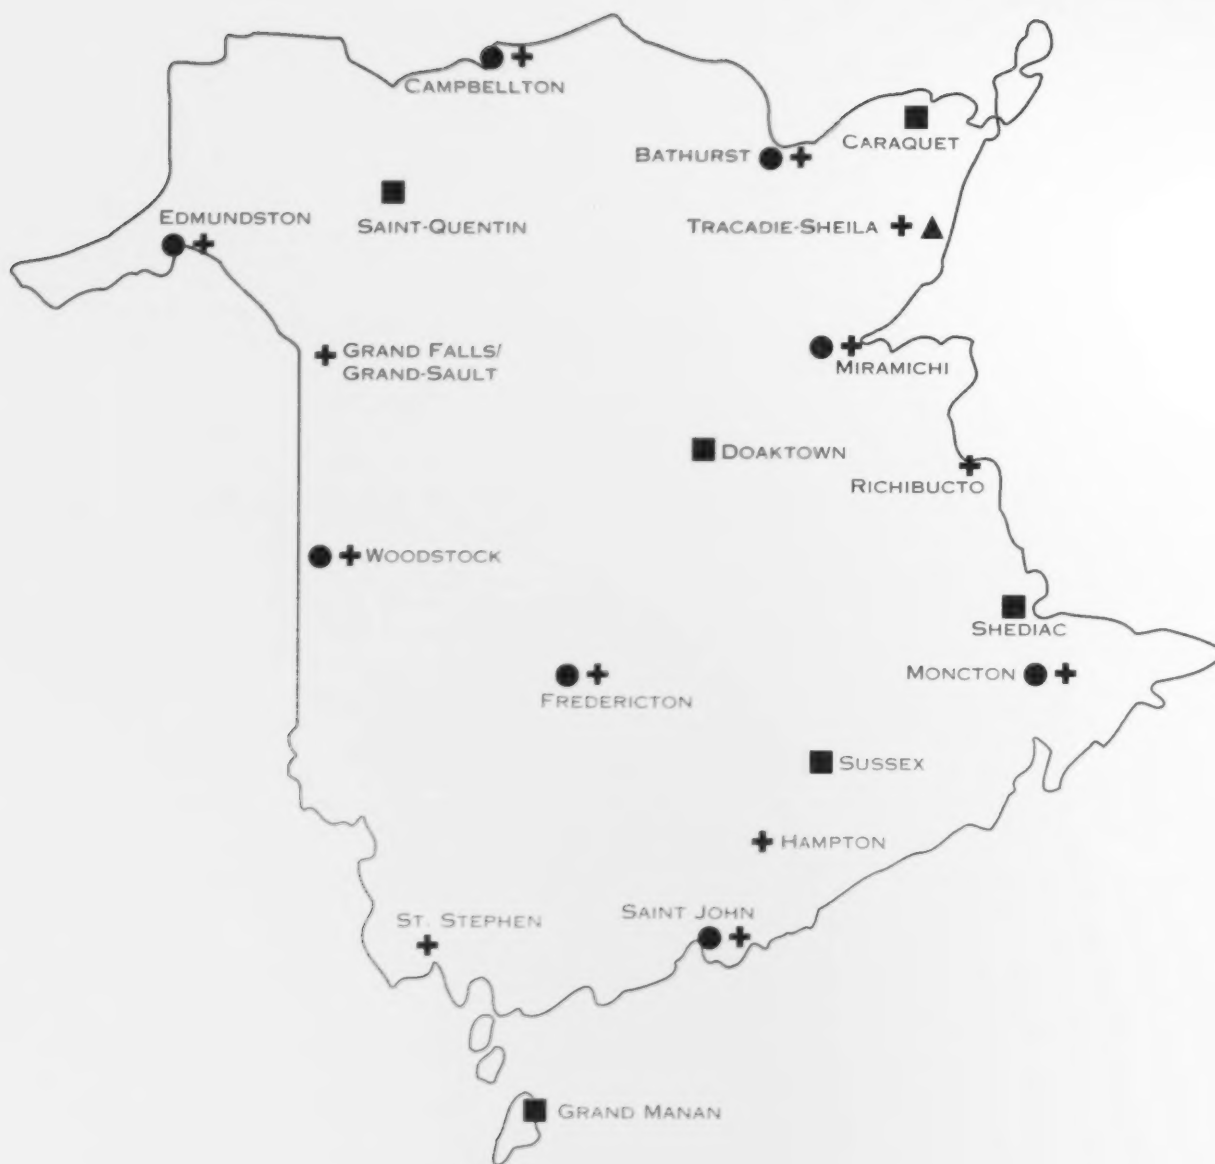 CAMPBELLTON
CARAQUET
BATHURST
EDMUNDSTON
SAINT-QUENTIN
TRACADIE-SHEILA
GRAND FALLS/
GRAND-SAULT
MIRAMICHI
DOAKTOWN
RICHIBUCTO
WOODSTOCK
SHEDIAC
MONCTON
FREDERICTON
SUSSEX
HAMPTON
SAINT JOHN
ST. STEPHEN
GRAND MANAN